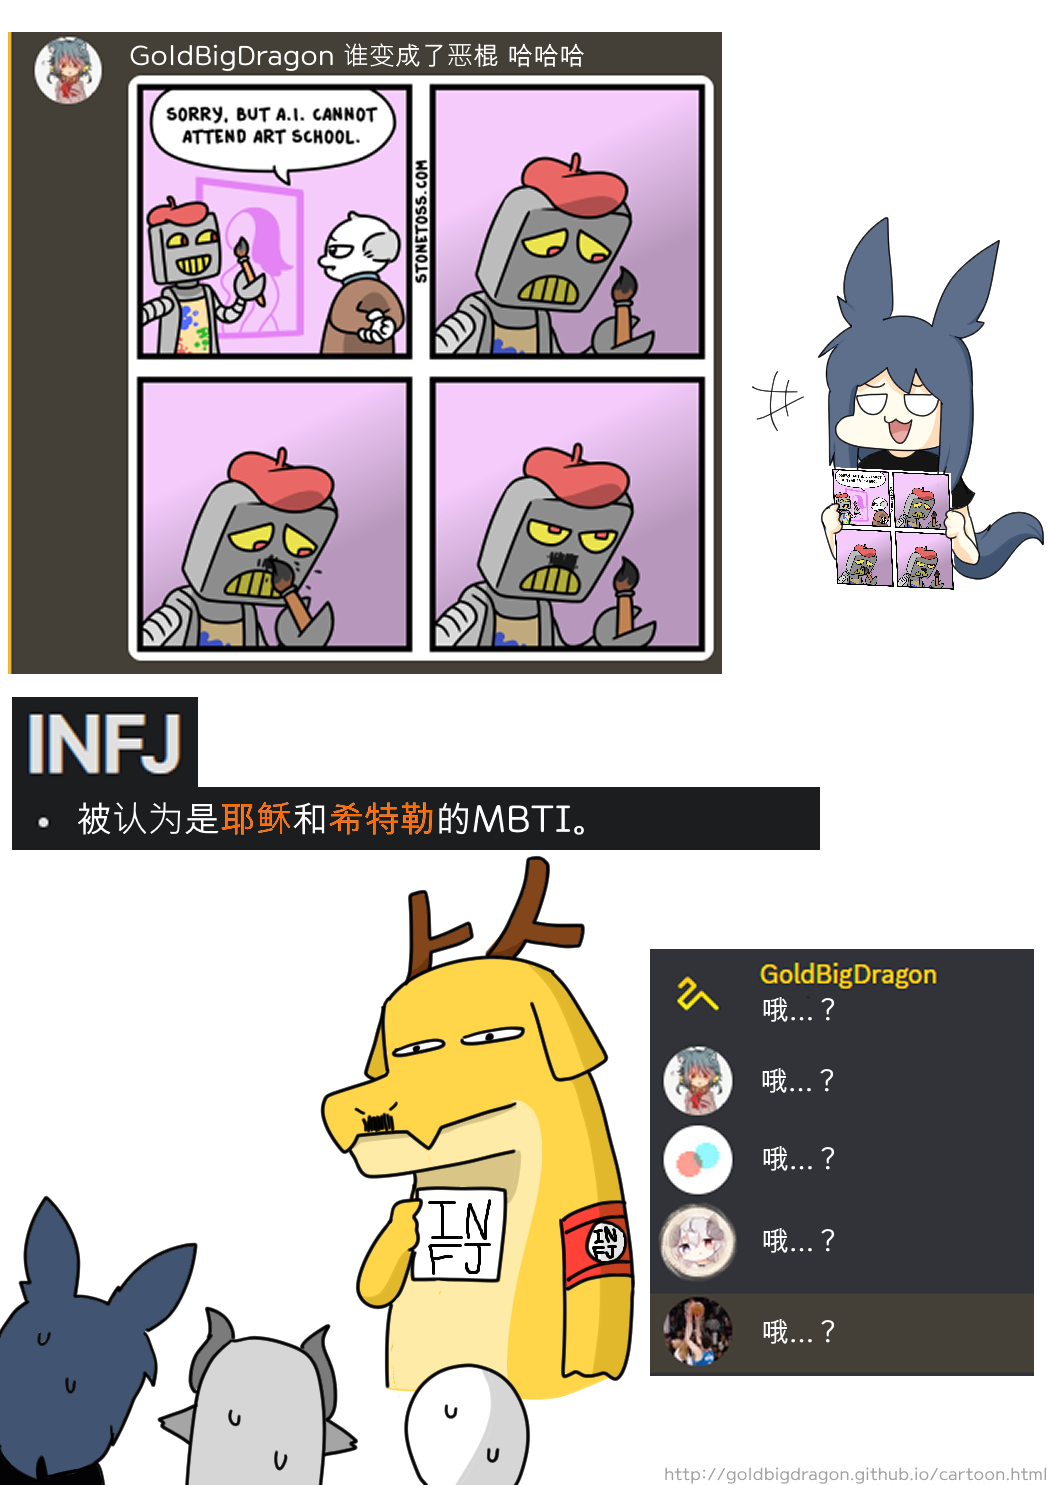 GoldBigDragon 谁变成了恶棍 哈哈哈
SORRY, BUT A.I. CANNOT
ATTEND ART SCHOOL.
STONETOSS.COM
INFJ
• 被认为是耶稣和希特勒的MBTI。
GoldBigDragon
哦...？
哦...？
哦...？
哦...？
哦...？
IN
FJ
IN
FJ
http://goldbigdragon.github.io/cartoon.html